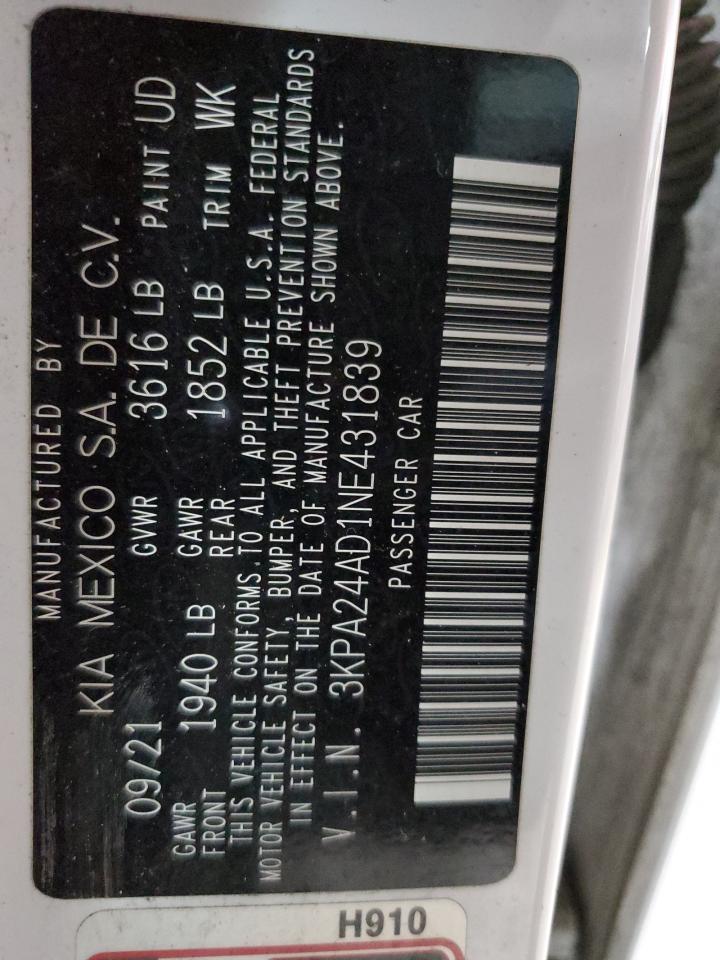 MANUFACTURED BY
KIA MEXICO S.A. DE C.V.
09/21 GVWR 3616 LB PAINT UD
GAWR FRONT 1940 LB GAWR REAR 1852 LB TRIM WK
THIS VEHICLE CONFORMS TO ALL APPLICABLE U.S.A. FEDERAL
MOTOR VEHICLE SAFETY, BUMPER, AND THEFT PREVENTION STANDARDS
IN EFFECT ON THE DATE OF MANUFACTURE SHOWN ABOVE.
V.I.N. 3KPA24AD1NE431839
PASSENGER CAR
H910